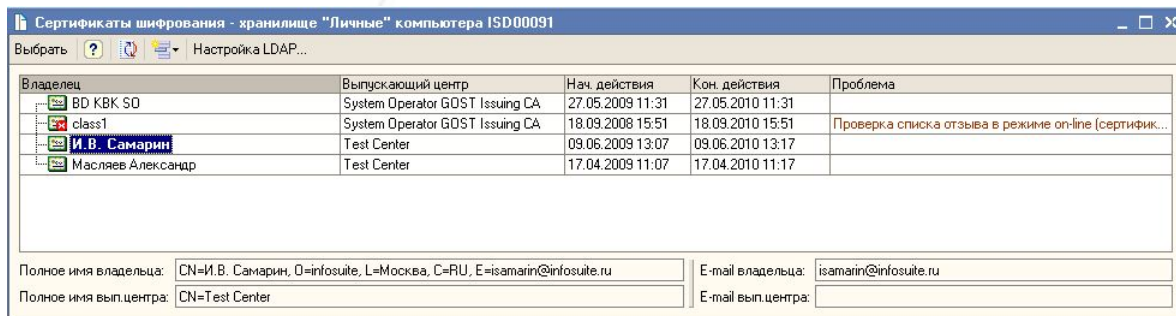 Сертификаты шифрования - хранилище "Личные" компьютера ISD00091
Выбрать ? Настройка LDAP...
Владелец Выпускающий центр Нач. действия Кон. действия Проблема
BD KBK SO System Operator GOST Issuing CA 27.05.2009 11:31 27.05.2010 11:31
class1 System Operator GOST Issuing CA 18.09.2008 15:51 18.09.2010 15:51 Проверка списка отзыва в режиме on-line (сертифик...
И.В. Самарин Test Center 09.06.2009 13:07 09.06.2010 13:17
Масляев Александр Test Center 17.04.2009 11:07 17.04.2010 11:17
Полное имя владельца: CN=И.В. Самарин, O=infosuite, L=Москва, C=RU, E=isamarin@infosuite.ru E-mail владельца: isamarin@infosuite.ru
Полное имя вып.центра: CN=Test Center E-mail вып.центра: